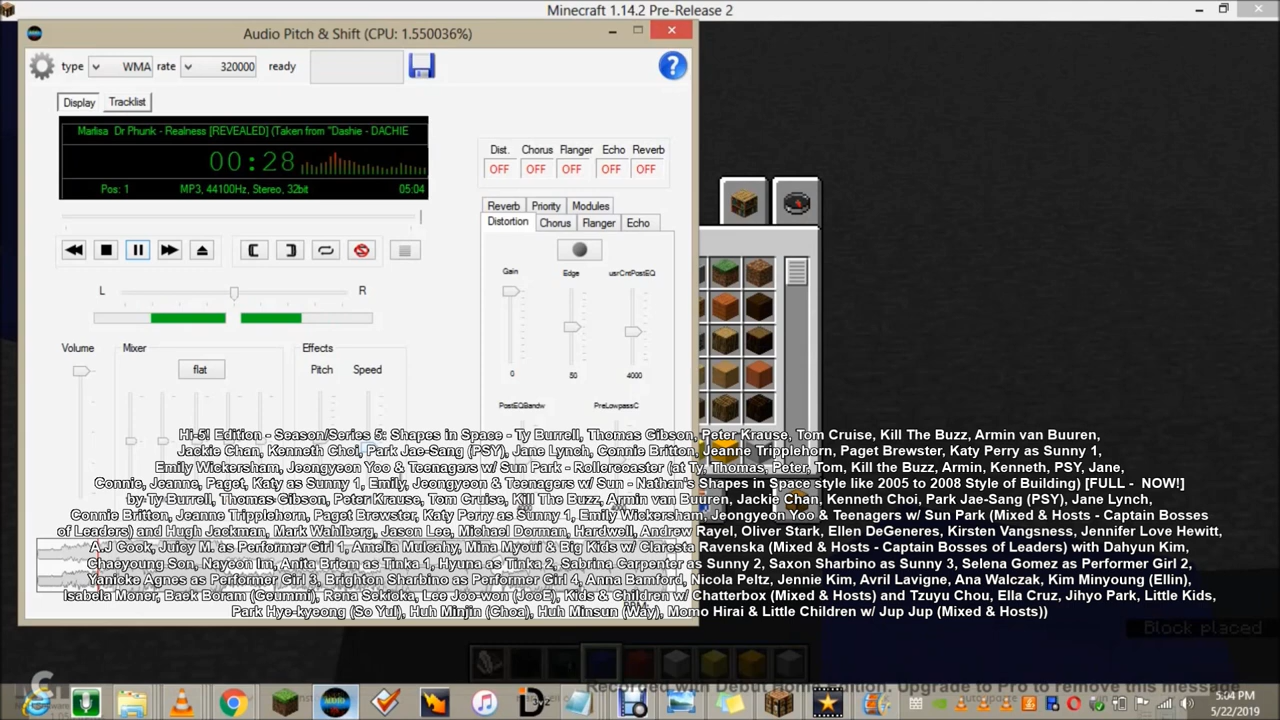 Minecraft 1.14.2 Pre-Release 2
Audio Pitch & Shift (CPU: 1.550036%)
type WMA rate 320000 ready
Display Tracklist
Marlisa Dr Phunk - Realness [REVEALED] (Taken from "Dashie - DACHIE
00:28
Pos: 1 MP3, 44100Hz, Stereo, 32bit 05:04
Dist. Chorus Flanger Echo Reverb
OFF OFF OFF OFF OFF
Reverb Priority Modules
Distortion Chorus Flanger Echo
Gain Edge usrCntPostEQ
L R
0 50 4000
Volume Mixer Effects
flat Pitch Speed
PostEQBandw PreLowpassC
Hi-5! Edition - Season/Series 5: Shapes in Space - Ty Burrell, Thomas Gibson, Peter Krause, Tom Cruise, Kill The Buzz, Armin van Buuren,
Jackie Chan, Kenneth Choi, Park Jae-Sang (PSY), Jane Lynch, Connie Britton, Jeanne Tripplehorn, Paget Brewster, Katy Perry as Sunny 1,
Emily Wickersham, Jeongyeon Yoo & Teenagers w/ Sun Park - Rollercoaster (at Ty, Thomas, Peter, Tom, Kill the Buzz, Armin, Kenneth, PSY, Jane,
Connie, Jeanne, Paget, Katy as Sunny 1, Emily, Jeongyeon & Teenagers w/ Sun - Nathan's Shapes in Space style like 2005 to 2008 Style of Building) [FULL - NOW!]
by Ty Burrell, Thomas Gibson, Peter Krause, Tom Cruise, Kill The Buzz, Armin van Buuren, Jackie Chan, Kenneth Choi, Park Jae-Sang (PSY), Jane Lynch,
Connie Britton, Jeanne Tripplehorn, Paget Brewster, Katy Perry as Sunny 1, Emily Wickersham, Jeongyeon Yoo & Teenagers w/ Sun Park (Mixed & Hosts - Captain Bosses
of Leaders) and Hugh Jackman, Mark Wahlberg, Jason Lee, Michael Dorman, Hardwell, Andrew Rayel, Oliver Stark, Ellen DeGeneres, Kirsten Vangsness, Jennifer Love Hewitt,
A.J Cook, Juicy M. as Performer Girl 1, Amelia Mulcahy, Mina Myoui & Big Kids w/ Claresta Ravenska (Mixed & Hosts - Captain Bosses of Leaders) with Dahyun Kim,
Chaeyoung Son, Nayeon Im, Anita Briem as Tinka 1, Hyuna as Tinka 2, Sabrina Carpenter as Sunny 2, Saxon Sharbino as Sunny 3, Selena Gomez as Performer Girl 2,
Yanieke Agnes as Performer Girl 3, Brighton Sharbino as Performer Girl 4, Anna Bamford, Nicola Peltz, Jennie Kim, Avril Lavigne, Ana Walczak, Kim Minyoung (Ellin),
Isabela Moner, Baek Boram (Geummi), Rena Sekioka, Lee Joo-won (JooE), Kids & Children w/ Chatterbox (Mixed & Hosts) and Tzuyu Chou, Ella Cruz, Jihyo Park, Little Kids,
Park Hye-kyeong (So Yul), Huh Minjin (Choa), Huh Minsun (Way), Momo Hirai & Little Children w/ Jup Jup (Mixed & Hosts))
Block placed
Recorded with Debut Home Edition. Upgrade to Pro to remove this message
5:04 PM
5/22/2019